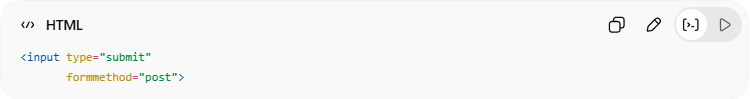 HTML
<input type="submit"
formmethod="post">